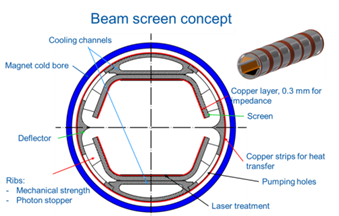 Beam screen concept
Cooling channels
Magnet cold bore
Copper layer, 0.3 mm for
impedance
Screen
Deflector
Copper strips for heat
transfer
Ribs:
- Mechanical strength
- Photon stopper
Pumping holes
Laser treatment